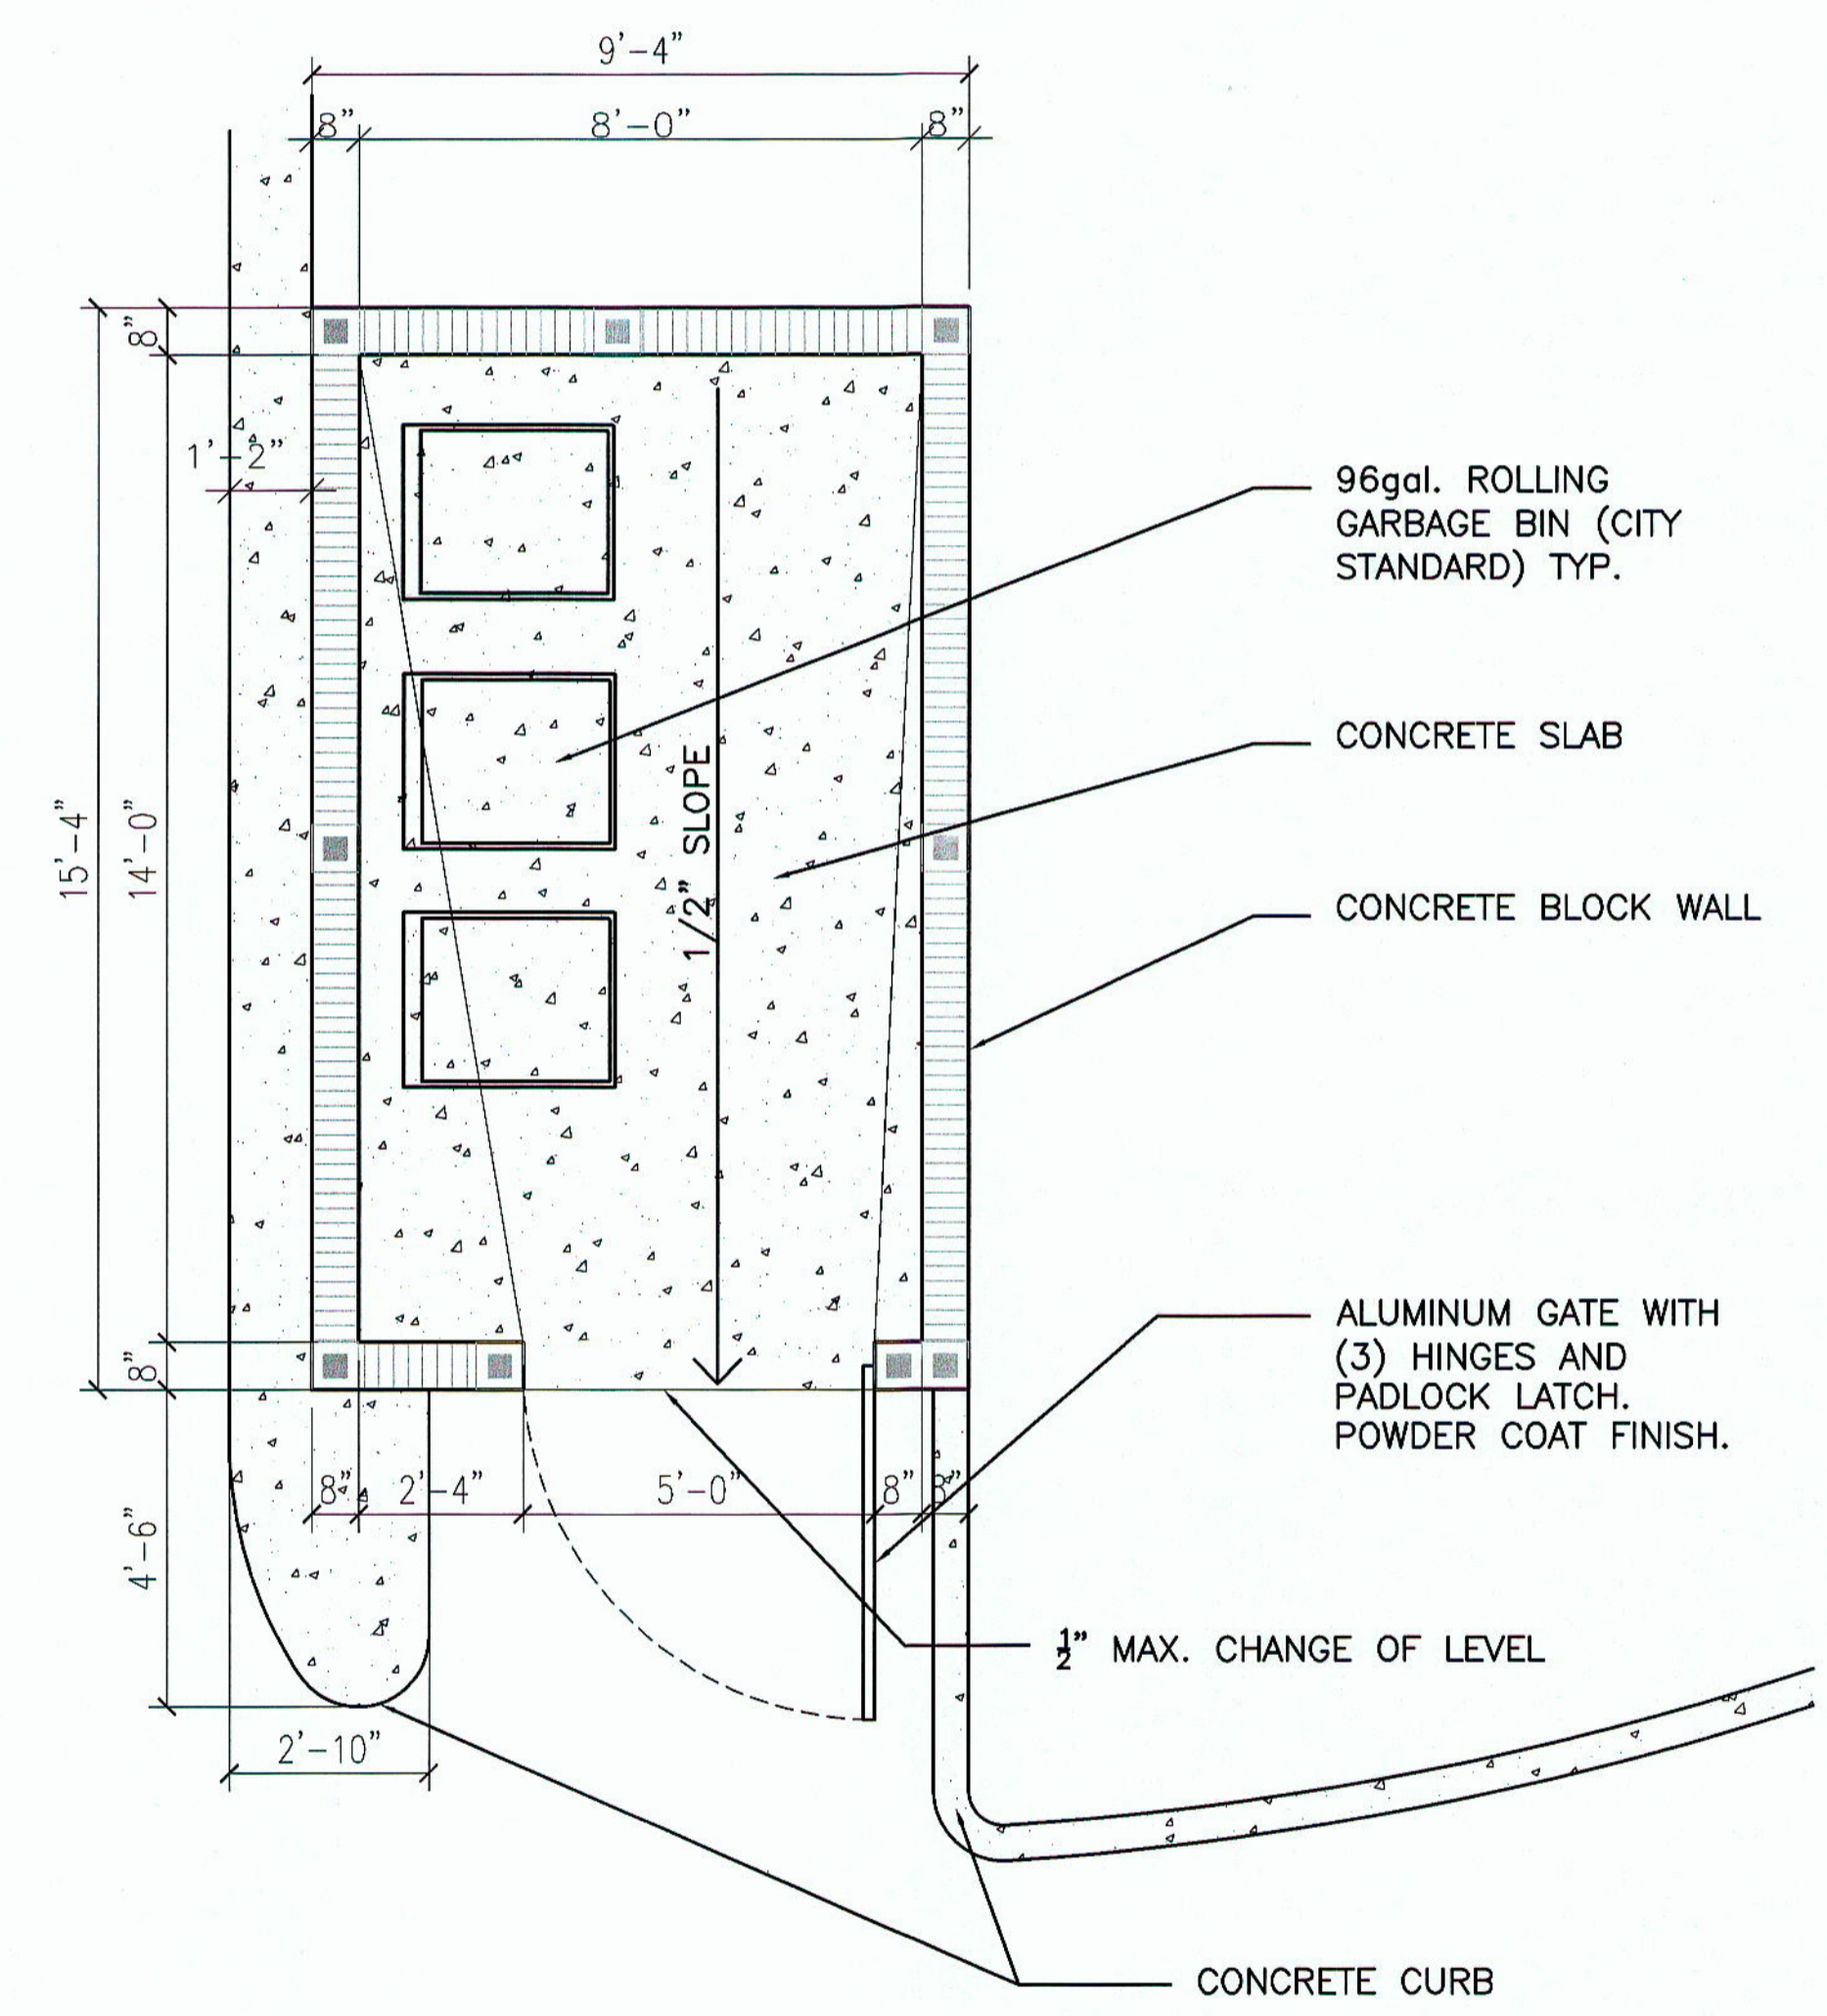 9'-4"
8" 8'-0" 8"
8"
1'-2"
96gal. ROLLING
GARBAGE BIN (CITY
STANDARD) TYP.
CONCRETE SLAB
1/2" SLOPE
15'-4"
14'-0"
CONCRETE BLOCK WALL
ALUMINUM GATE WITH
(3) HINGES AND
PADLOCK LATCH.
POWDER COAT FINISH.
8"
8" 2'-4" 5'-0" 8" 8"
4'-6"
½" MAX. CHANGE OF LEVEL
2'-10"
CONCRETE CURB